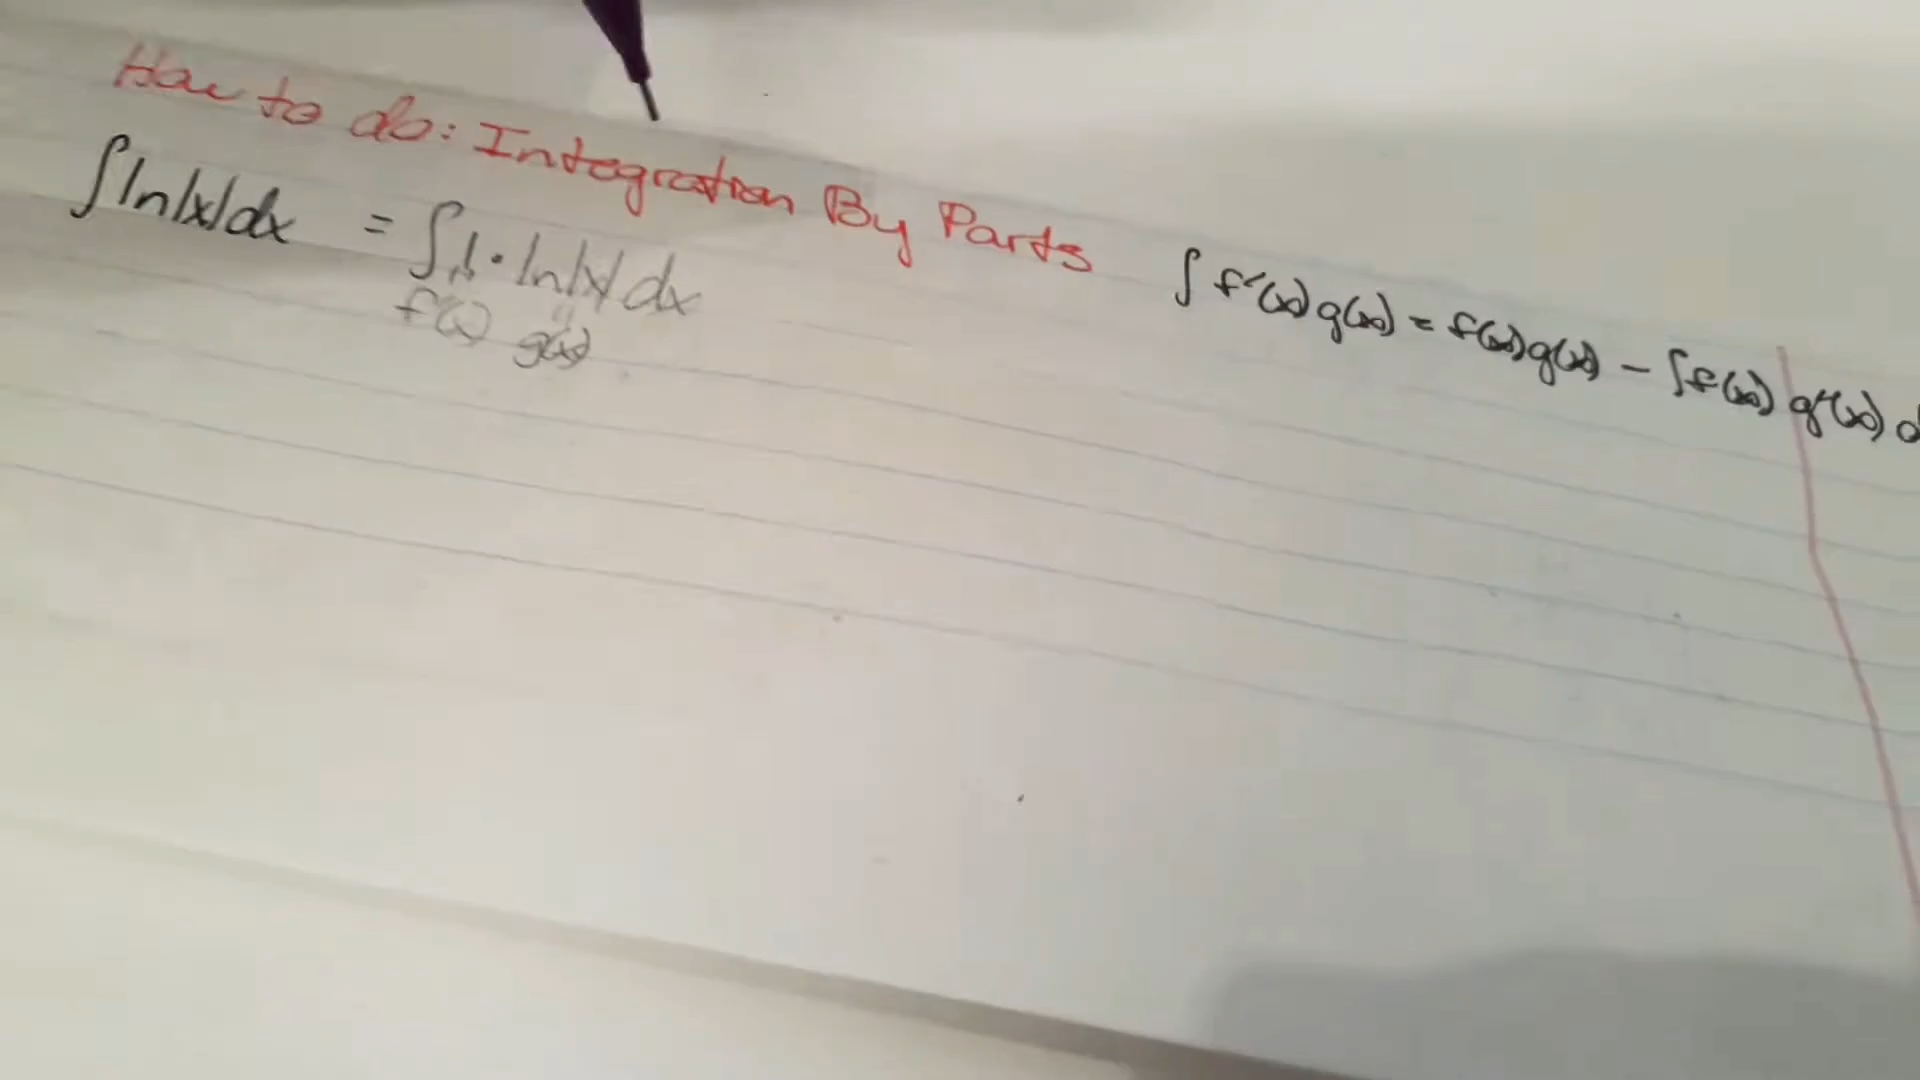 How to do: Integration By Parts
∫ln|x|dx = ∫1·ln|x|dx
f'(x) g(x)
∫f'(x)g(x) = f(x)g(x) - ∫f(x)g'(x)d